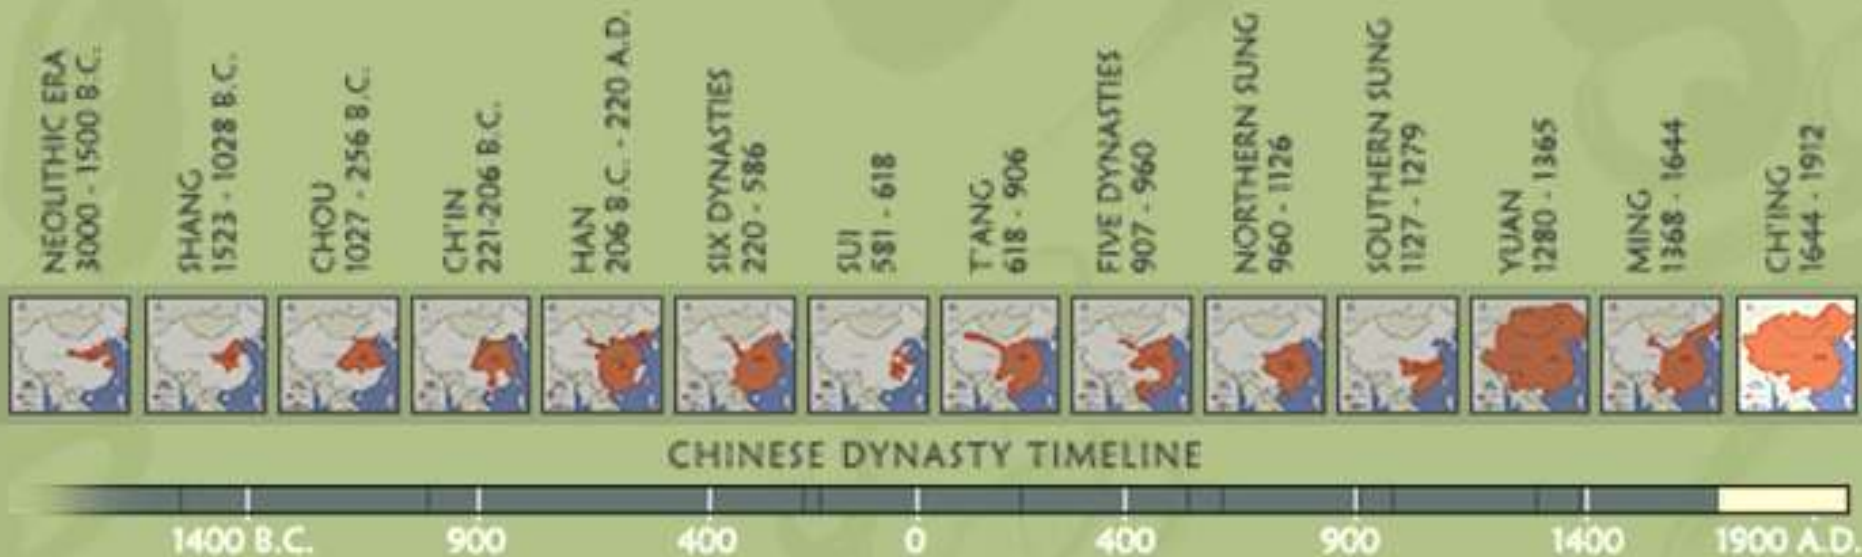 NEOLITHIC ERA
3000 - 1500 B.C.
SHANG
1523 - 1028 B.C.
CHOU
1027 - 256 B.C.
CH'IN
221-206 B.C.
HAN
206 B.C. - 220 A.D.
SIX DYNASTIES
220 - 586
SUI
581 - 618
T'ANG
618 - 906
FIVE DYNASTIES
907 - 960
NORTHERN SUNG
960 - 1126
SOUTHERN SUNG
1127 - 1279
YUAN
1280 - 1365
MING
1368 - 1644
CH'ING
1644 - 1912
CHINESE DYNASTY TIMELINE
1400 B.C. 900 400 0 400 900 1400 1900 A.D.